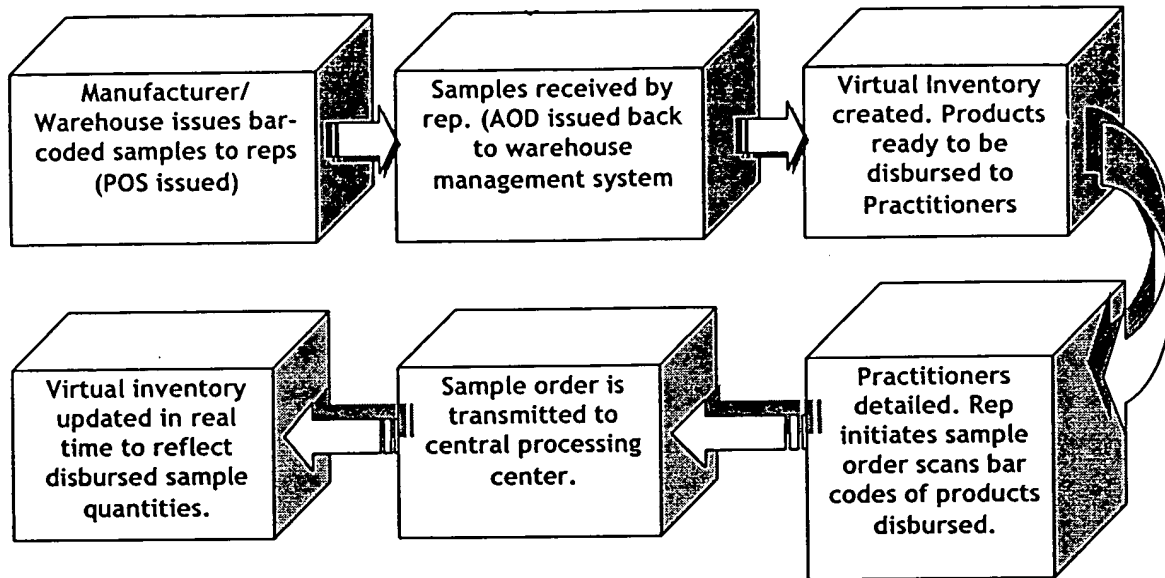 Manufacturer/
Warehouse issues bar-
coded samples to reps
(POS issued)
Samples received by
rep. (AOD issued back
to warehouse
management system
Virtual Inventory
created. Products
ready to be
disbursed to
Practitioners
Practitioners
detailed. Rep
initiates sample
order scans bar
codes of products
disbursed.
Sample order is
transmitted to
central processing
center.
Virtual inventory
updated in real
time to reflect
disbursed sample
quantities.